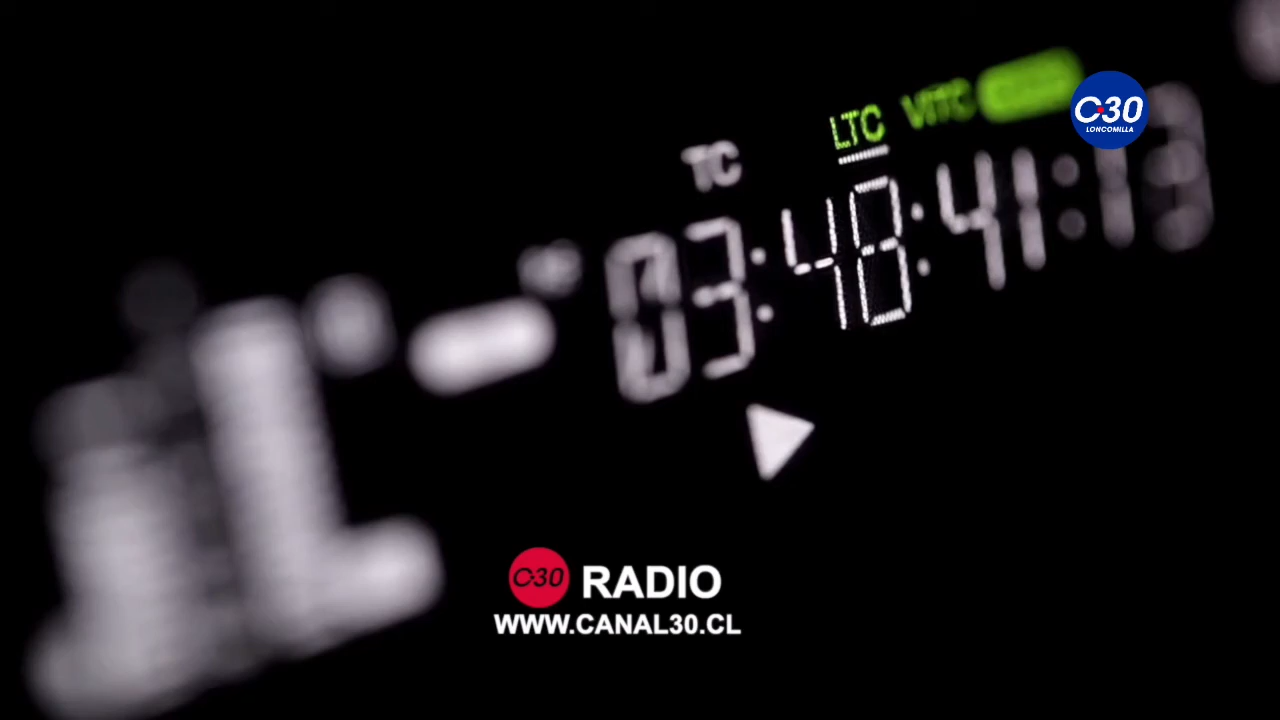 LTC VITC
C30
LONCOMILLA
TC
03:48:41:13
C30 RADIO
WWW.CANAL30.CL